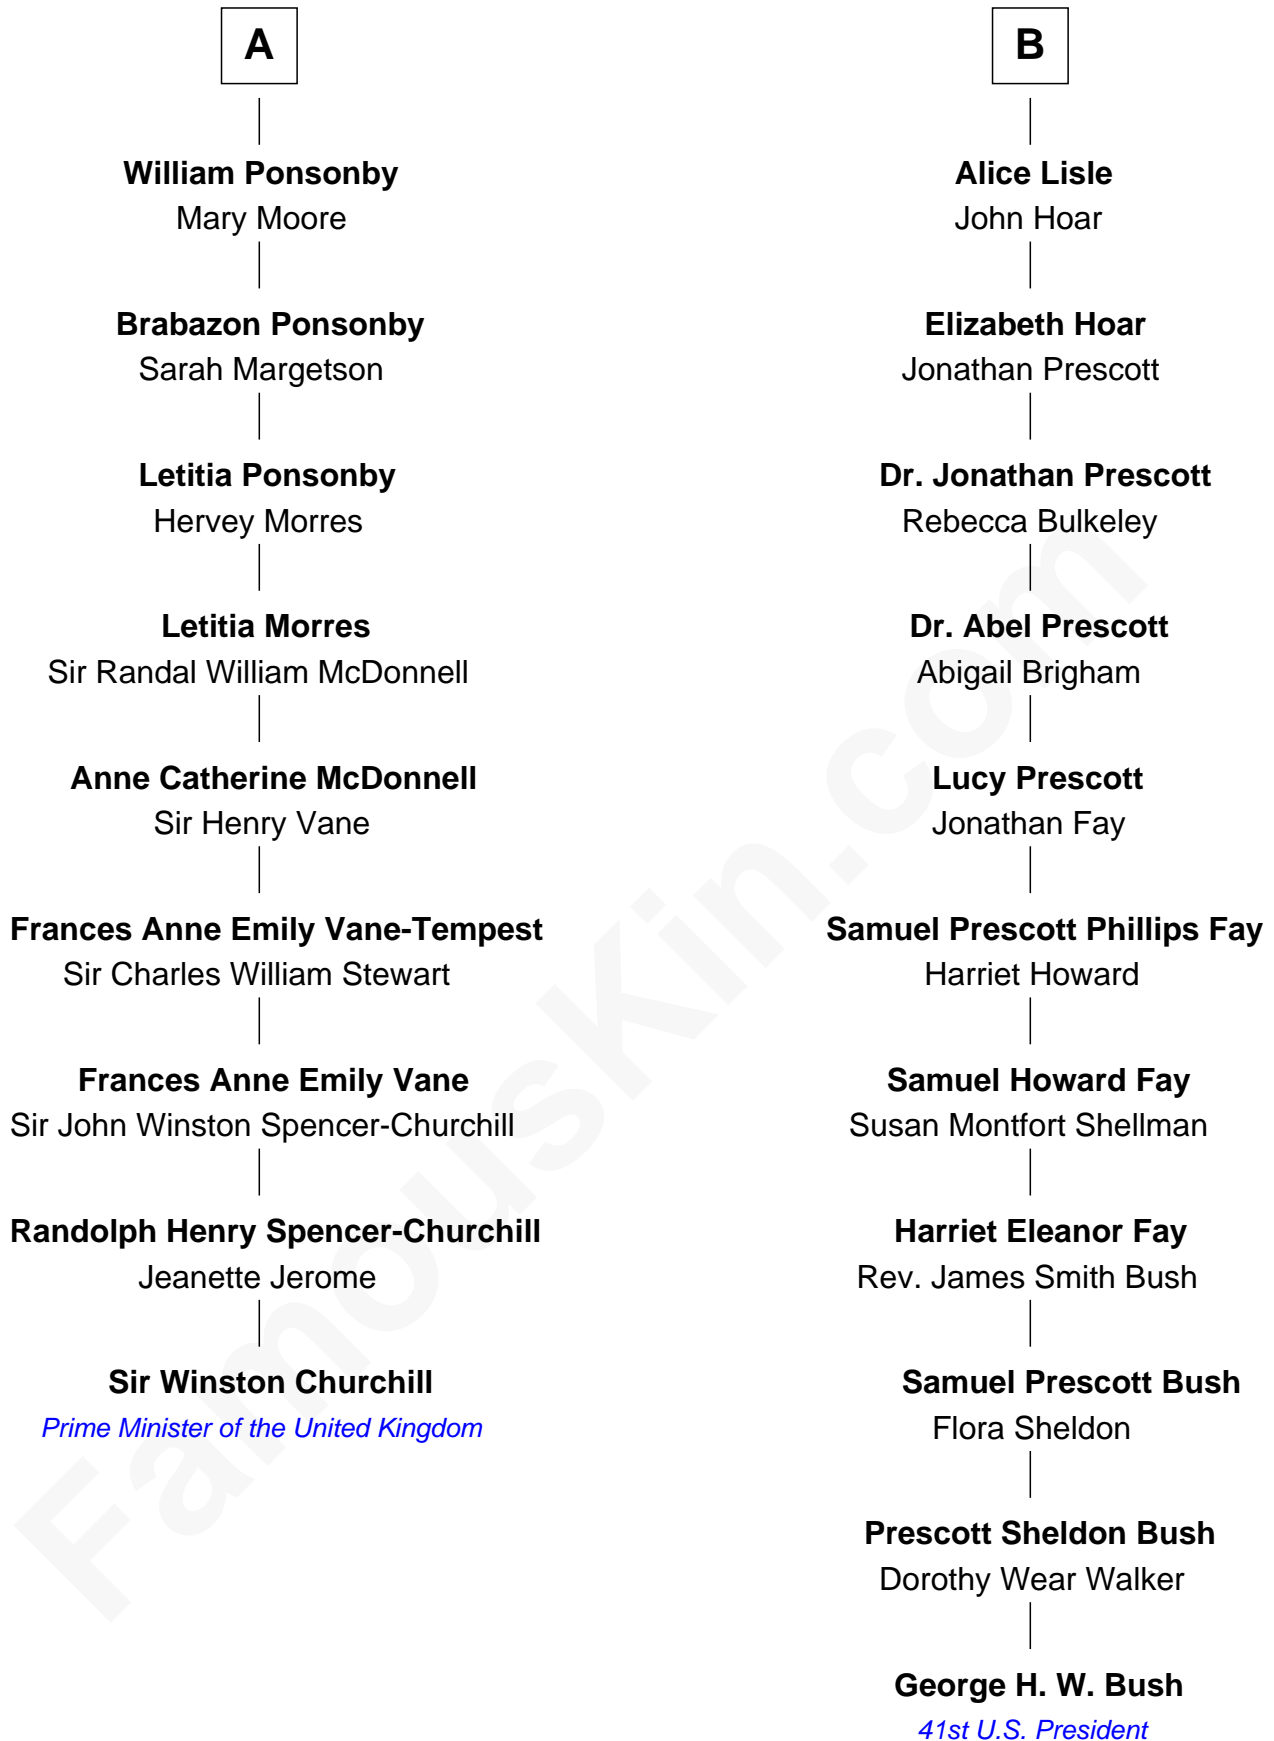 A
William Ponsonby
Mary Moore
Brabazon Ponsonby
Sarah Margetson
Letitia Ponsonby
Hervey Morres
Letitia Morres
Sir Randal William McDonnell
Anne Catherine McDonnell
Sir Henry Vane
Frances Anne Emily Vane-Tempest
Sir Charles William Stewart
Frances Anne Emily Vane
Sir John Winston Spencer-Churchill
Randolph Henry Spencer-Churchill
Jeanette Jerome
Sir Winston Churchill
Prime Minister of the United Kingdom
B
Alice Lisle
John Hoar
Elizabeth Hoar
Jonathan Prescott
Dr. Jonathan Prescott
Rebecca Bulkeley
Dr. Abel Prescott
Abigail Brigham
Lucy Prescott
Jonathan Fay
Samuel Prescott Phillips Fay
Harriet Howard
Samuel Howard Fay
Susan Montfort Shellman
Harriet Eleanor Fay
Rev. James Smith Bush
Samuel Prescott Bush
Flora Sheldon
Prescott Sheldon Bush
Dorothy Wear Walker
George H. W. Bush
41st U.S. President
FamousKin.com